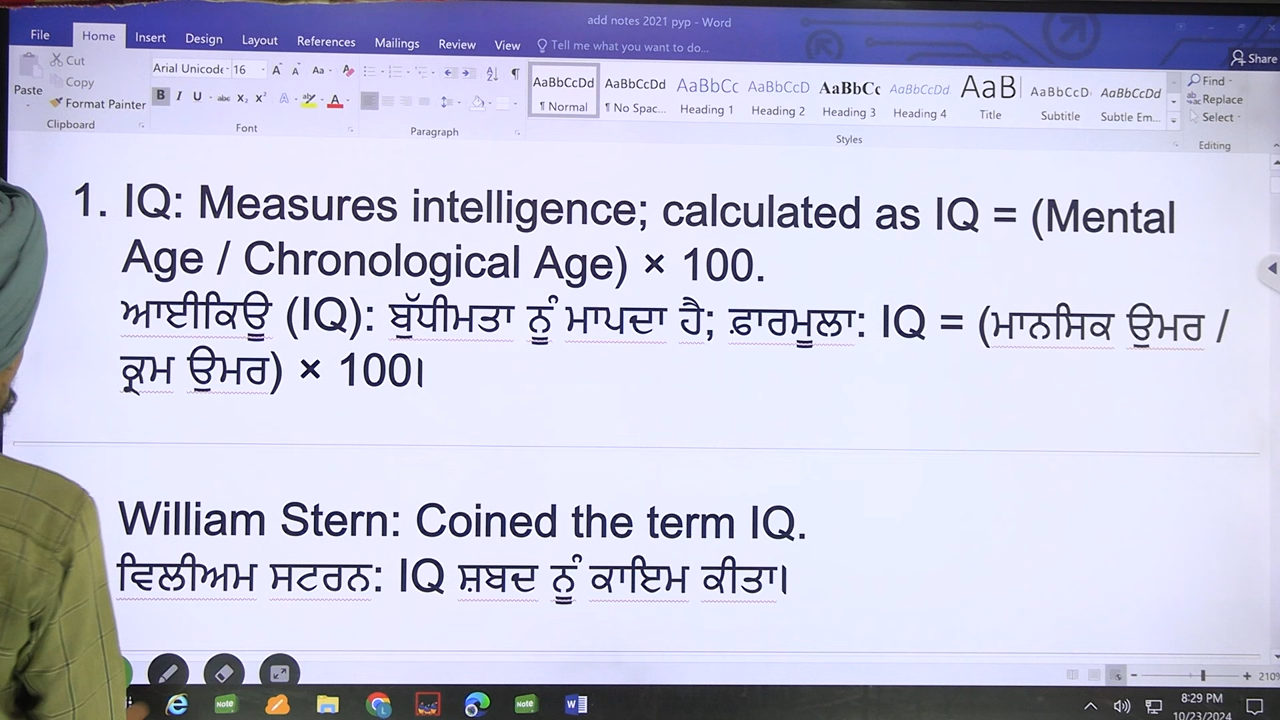 add notes 2021 pyp - Word
File Home Insert Design Layout References Mailings Review View Tell me what you want to do...
Share
Paste
Cut
Copy
Format Painter
Clipboard
Arial Unicode 16
Font
Paragraph
AaBbCcDd AaBbCcDd AaBbCc AaBbCcD AaBbCc AaBbCcDd AaB AaBbCcD AaBbCcDd
¶ Normal ¶ No Spac... Heading 1 Heading 2 Heading 3 Heading 4 Title Subtitle Subtle Em...
Styles
Find
Replace
Select
Editing
1. IQ: Measures intelligence; calculated as IQ = (Mental
Age / Chronological Age) × 100.
ਆਈਕਿਊ (IQ): ਬੁੱਧੀਮਤਾ ਨੂੰ ਮਾਪਦਾ ਹੈ; ਫ਼ਾਰਮੂਲਾ: IQ = (ਮਾਨਸਿਕ ਉਮਰ /
ਕ੍ਰਮ ਉਮਰ) × 100।
William Stern: Coined the term IQ.
ਵਿਲੀਅਮ ਸਟਰਨ: IQ ਸ਼ਬਦ ਨੂੰ ਕਾਇਮ ਕੀਤਾ।
210%
Note Note
8:29 PM
10/23/2024